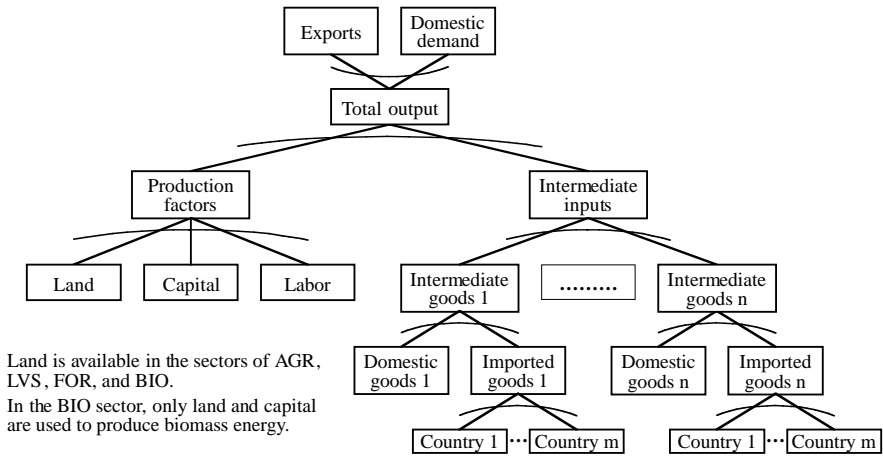 Exports
Domestic
demand
Total output
Production
factors
Intermediate
inputs
Land
Capital
Labor
Intermediate
goods 1
.........
Intermediate
goods n
Domestic
goods 1
Imported
goods 1
Domestic
goods n
Imported
goods n
Country 1
...
Country m
Country 1
...
Country m
Land is available in the sectors of AGR,
LVS, FOR, and BIO.
In the BIO sector, only land and capital
are used to produce biomass energy.